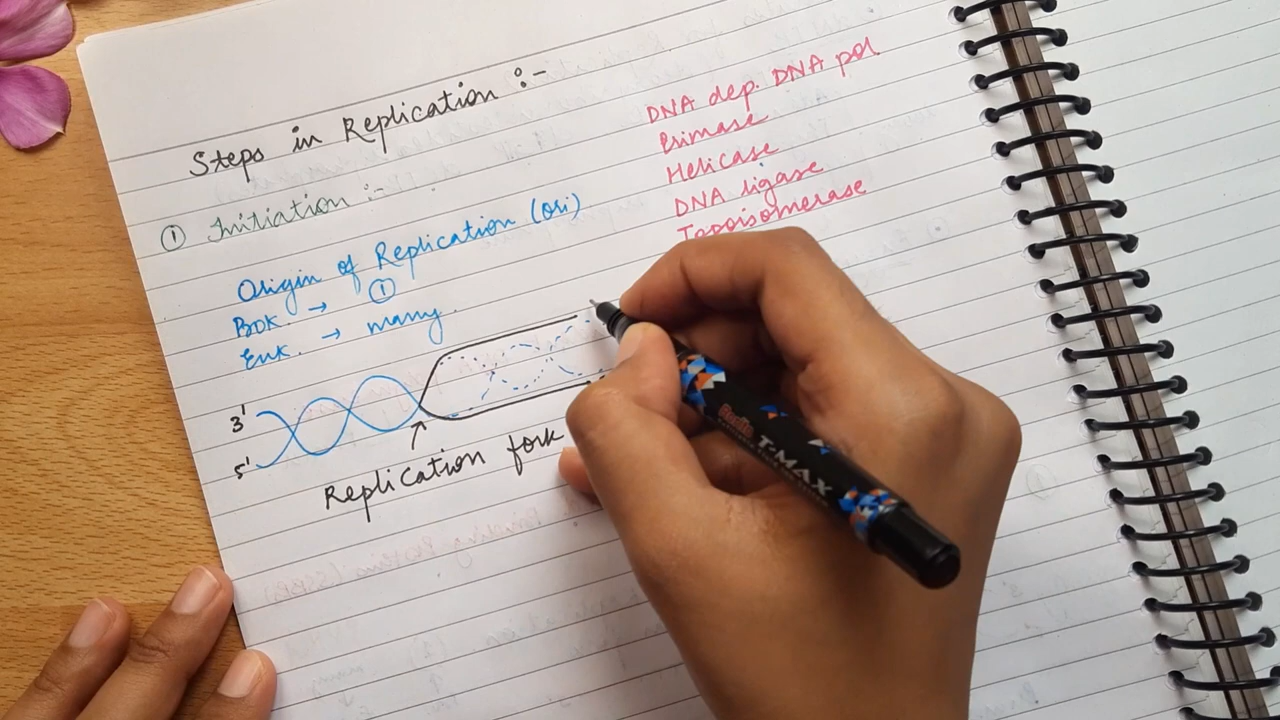 Steps in Replication :-
① Initiation :-
Origin of Replication (Ori)
Prok. → ①
Euk. → many.
DNA dep. DNA pol
Primase
Helicase
DNA ligase
Topoisomerase
3'
5'
Replication fork
T-MAX